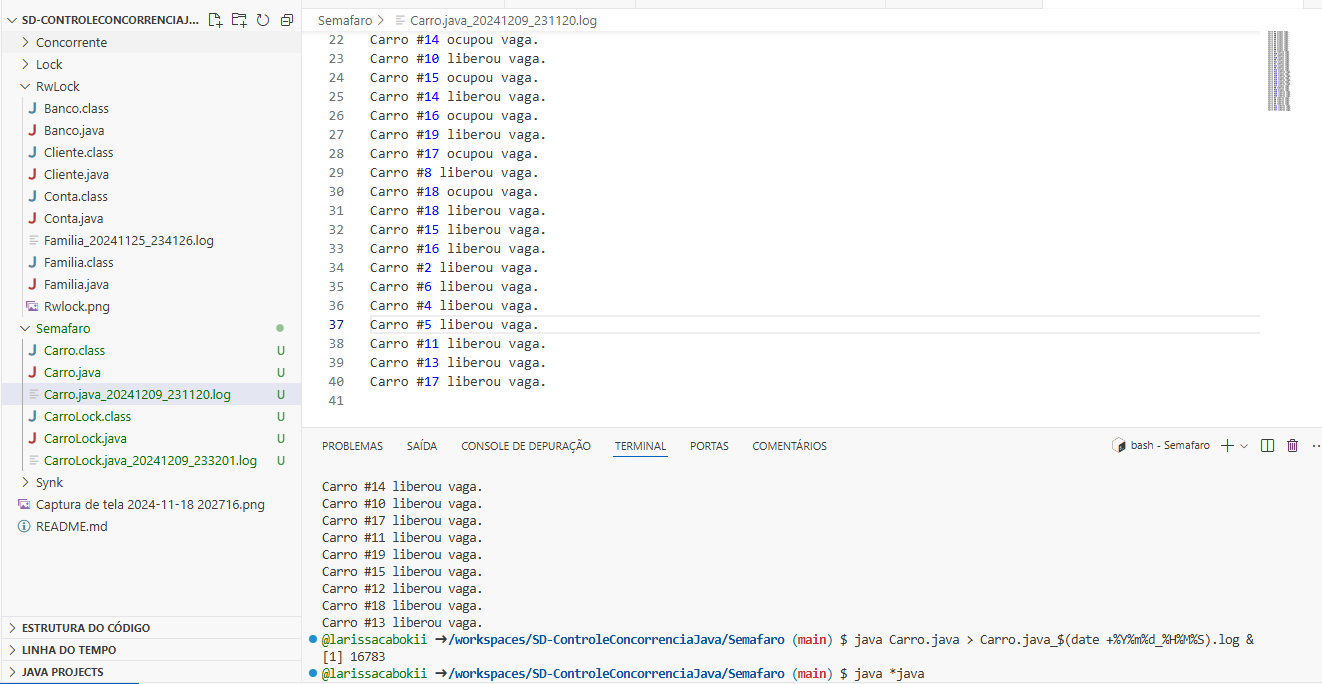 SD-CONTROLECONCORRENCIAJ...
Concorrente
Lock
RwLock
Banco.class
Banco.java
Cliente.class
Cliente.java
Conta.class
Conta.java
Familia_20241125_234126.log
Familia.class
Familia.java
Rwlock.png
Semafaro
Carro.class U
Carro.java U
Carro.java_20241209_231120.log U
CarroLock.class U
CarroLock.java U
CarroLock.java_20241209_233201.log U
Synk
Captura de tela 2024-11-18 202716.png
README.md
ESTRUTURA DO CÓDIGO
LINHA DO TEMPO
JAVA PROJECTS
Semafaro > Carro.java_20241209_231120.log
22 Carro #14 ocupou vaga.
23 Carro #10 liberou vaga.
24 Carro #15 ocupou vaga.
25 Carro #14 liberou vaga.
26 Carro #16 ocupou vaga.
27 Carro #19 liberou vaga.
28 Carro #17 ocupou vaga.
29 Carro #8 liberou vaga.
30 Carro #18 ocupou vaga.
31 Carro #18 liberou vaga.
32 Carro #15 liberou vaga.
33 Carro #16 liberou vaga.
34 Carro #2 liberou vaga.
35 Carro #6 liberou vaga.
36 Carro #4 liberou vaga.
37 Carro #5 liberou vaga.
38 Carro #11 liberou vaga.
39 Carro #13 liberou vaga.
40 Carro #17 liberou vaga.
41
PROBLEMAS SAÍDA CONSOLE DE DEPURAÇÃO TERMINAL PORTAS COMENTÁRIOS bash - Semafaro
Carro #14 liberou vaga.
Carro #10 liberou vaga.
Carro #17 liberou vaga.
Carro #11 liberou vaga.
Carro #19 liberou vaga.
Carro #15 liberou vaga.
Carro #12 liberou vaga.
Carro #18 liberou vaga.
Carro #13 liberou vaga.
@larissacabokii →/workspaces/SD-ControleConcorrenciaJava/Semafaro (main) $ java Carro.java > Carro.java_$(date +%Y%m%d_%H%M%S).log &
[1] 16783
@larissacabokii →/workspaces/SD-ControleConcorrenciaJava/Semafaro (main) $ java *java